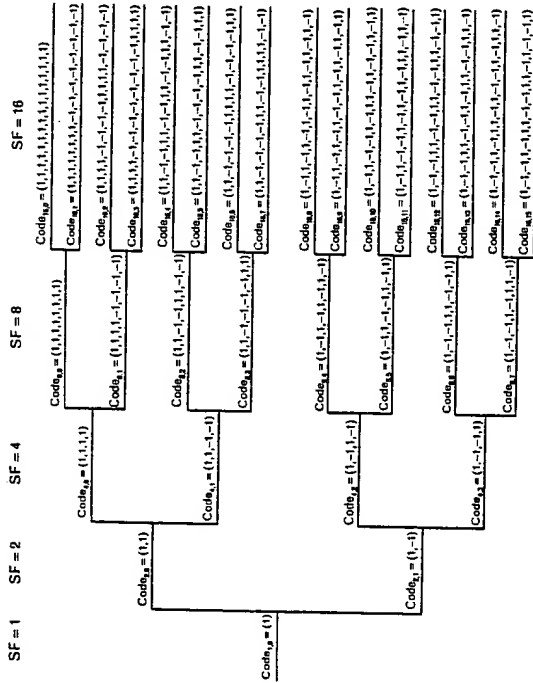 SF = 1
SF = 2
SF = 4
SF = 8
SF = 16
Code1,0 = (1)
Code2,0 = (1,1)
Code2,1 = (1,-1)
Code4,0 = (1,1,1,1)
Code4,1 = (1,1,-1,-1)
Code4,2 = (1,-1,1,-1)
Code4,3 = (1,-1,-1,1)
Code8,0 = (1,1,1,1,1,1,1,1)
Code8,1 = (1,1,1,1,-1,-1,-1,-1)
Code8,2 = (1,1,-1,-1,1,1,-1,-1)
Code8,3 = (1,1,-1,-1,-1,-1,1,1)
Code8,4 = (1,-1,1,-1,1,-1,1,-1)
Code8,5 = (1,-1,1,-1,-1,1,-1,1)
Code8,6 = (1,-1,-1,1,1,-1,-1,1)
Code8,7 = (1,-1,-1,1,-1,1,1,-1)
Code16,0 = (1,1,1,1,1,1,1,1,1,1,1,1,1,1,1,1)
Code16,1 = (1,1,1,1,1,1,1,1,-1,-1,-1,-1,-1,-1,-1,-1)
Code16,2 = (1,1,1,1,-1,-1,-1,-1,1,1,1,1,-1,-1,-1,-1)
Code16,3 = (1,1,1,1,-1,-1,-1,-1,-1,-1,-1,-1,1,1,1,1)
Code16,4 = (1,1,-1,-1,1,1,-1,-1,1,1,-1,-1,1,1,-1,-1)
Code16,5 = (1,1,-1,-1,1,1,-1,-1,-1,-1,1,1,-1,-1,1,1)
Code16,6 = (1,1,-1,-1,-1,-1,1,1,1,1,-1,-1,-1,-1,1,1)
Code16,7 = (1,1,-1,-1,-1,-1,1,1,-1,-1,1,1,1,1,-1,-1)
Code16,8 = (1,-1,1,-1,1,-1,1,-1,1,-1,1,-1,1,-1,1,-1)
Code16,9 = (1,-1,1,-1,1,-1,1,-1,-1,1,-1,1,-1,1,-1,1)
Code16,10 = (1,-1,1,-1,-1,1,-1,1,1,-1,1,-1,-1,1,-1,1)
Code16,11 = (1,-1,1,-1,-1,1,-1,1,-1,1,-1,1,1,-1,1,-1)
Code16,12 = (1,-1,-1,1,1,-1,-1,1,1,-1,-1,1,1,-1,-1,1)
Code16,13 = (1,-1,-1,1,1,-1,-1,1,-1,1,1,-1,-1,1,1,-1)
Code16,14 = (1,-1,-1,1,-1,1,1,-1,1,-1,-1,1,-1,1,1,-1)
Code16,15 = (1,-1,-1,1,-1,1,1,-1,-1,1,1,-1,1,-1,-1,1)